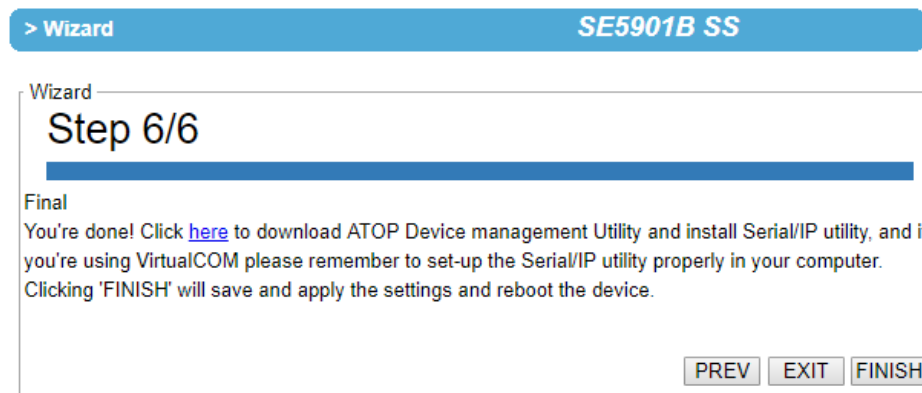 > Wizard
SE5901B SS
Wizard
Step 6/6
Final
You're done! Click here to download ATOP Device management Utility and install Serial/IP utility, and i
you're using VirtualCOM please remember to set-up the Serial/IP utility properly in your computer.
Clicking 'FINISH' will save and apply the settings and reboot the device.
PREV EXIT FINISH